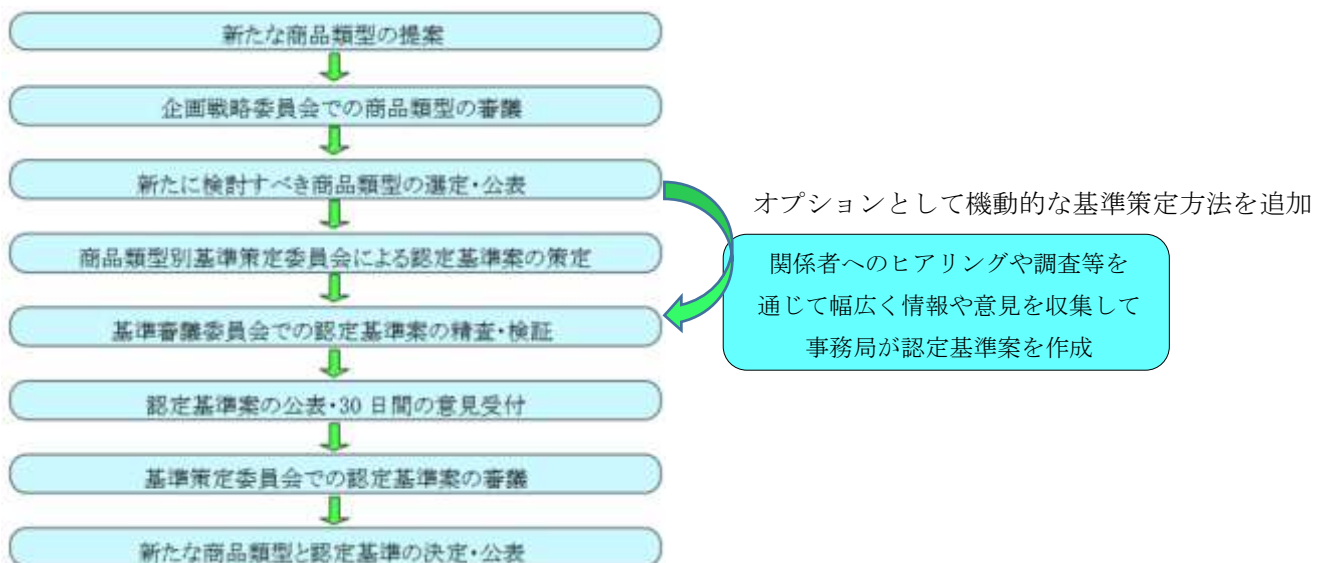 新たな商品類型の提案
企画戦略委員会での商品類型の審議
新たに検討すべき商品類型の選定・公表
オプションとして機動的な基準策定方法を追加
商品類型別基準策定委員会による認定基準案の策定
関係者へのヒアリングや調査等を
通じて幅広く情報や意見を収集して
事務局が認定基準案を作成
基準審議委員会での認定基準案の精査・検証
認定基準案の公表・30日間の意見受付
基準策定委員会での認定基準案の審議
新たな商品類型と認定基準の決定・公表